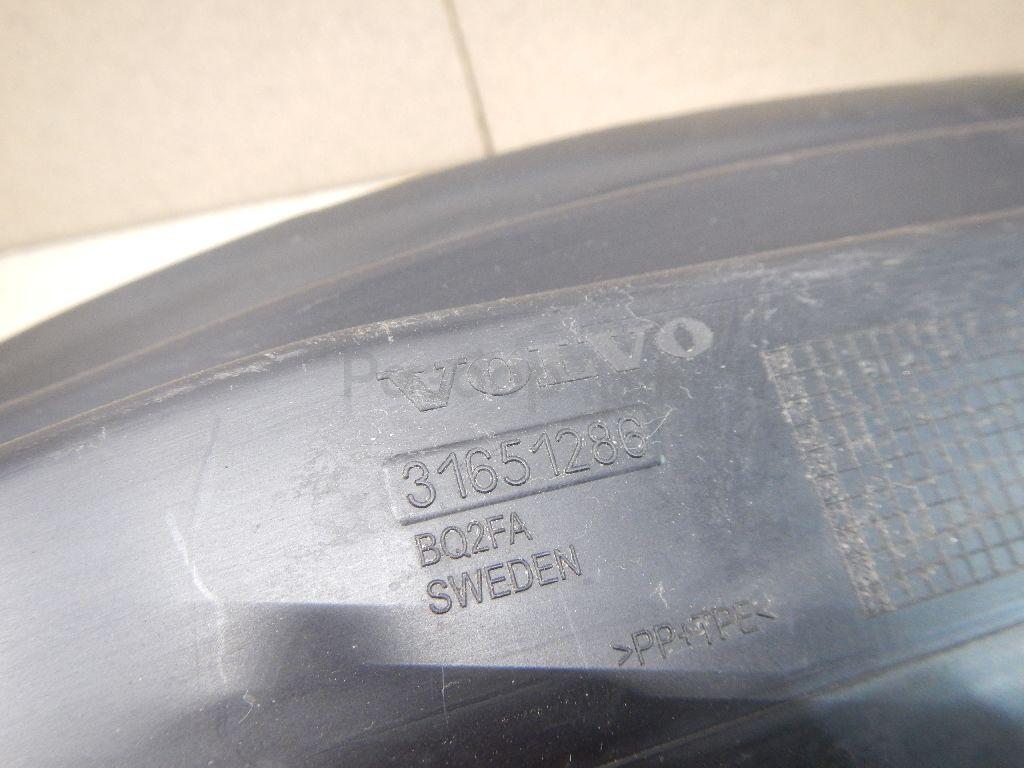 VOLVO
31651286
BQ2FA
SWEDEN
>PP+TPE<